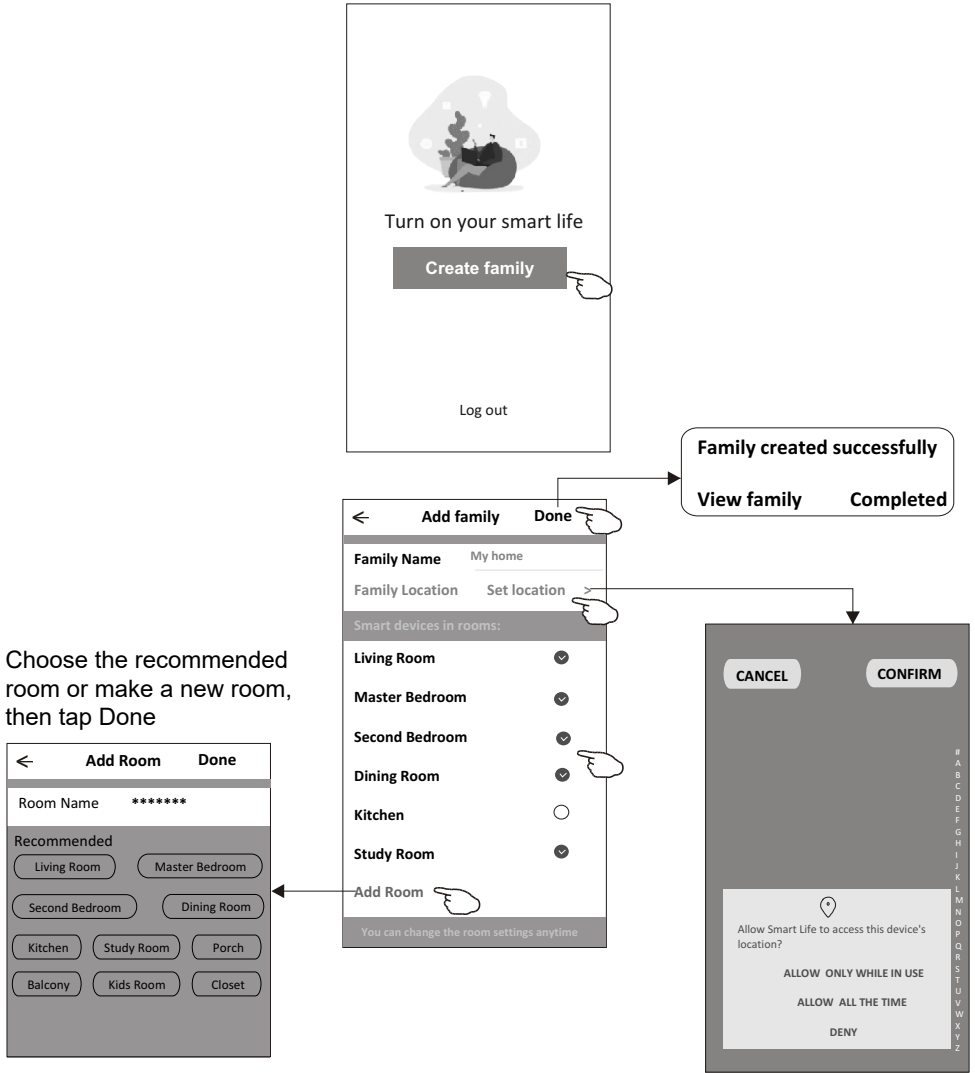 Turn on your smart life
Create family
Log out
Family created successfully
View family Completed
< Add family Done
Family Name My home
Family Location Set location >
Smart devices in rooms:
Living Room
Master Bedroom
Second Bedroom
Dining Room
Kitchen
Study Room
Add Room
You can change the room settings anytime
Choose the recommended
room or make a new room,
then tap Done
Add Room Done
Room Name *******
Recommended
Living Room Master Bedroom
Second Bedroom Dining Room
Kitchen Study Room Porch
Balcony Kids Room Closet
CANCEL CONFIRM
#
A
B
C
D
E
F
G
H
I
J
K
L
M
N
O
P
Q
R
S
T
U
V
W
X
Y
Z
Allow Smart Life to access this device's
location?
ALLOW ONLY WHILE IN USE
ALLOW ALL THE TIME
DENY